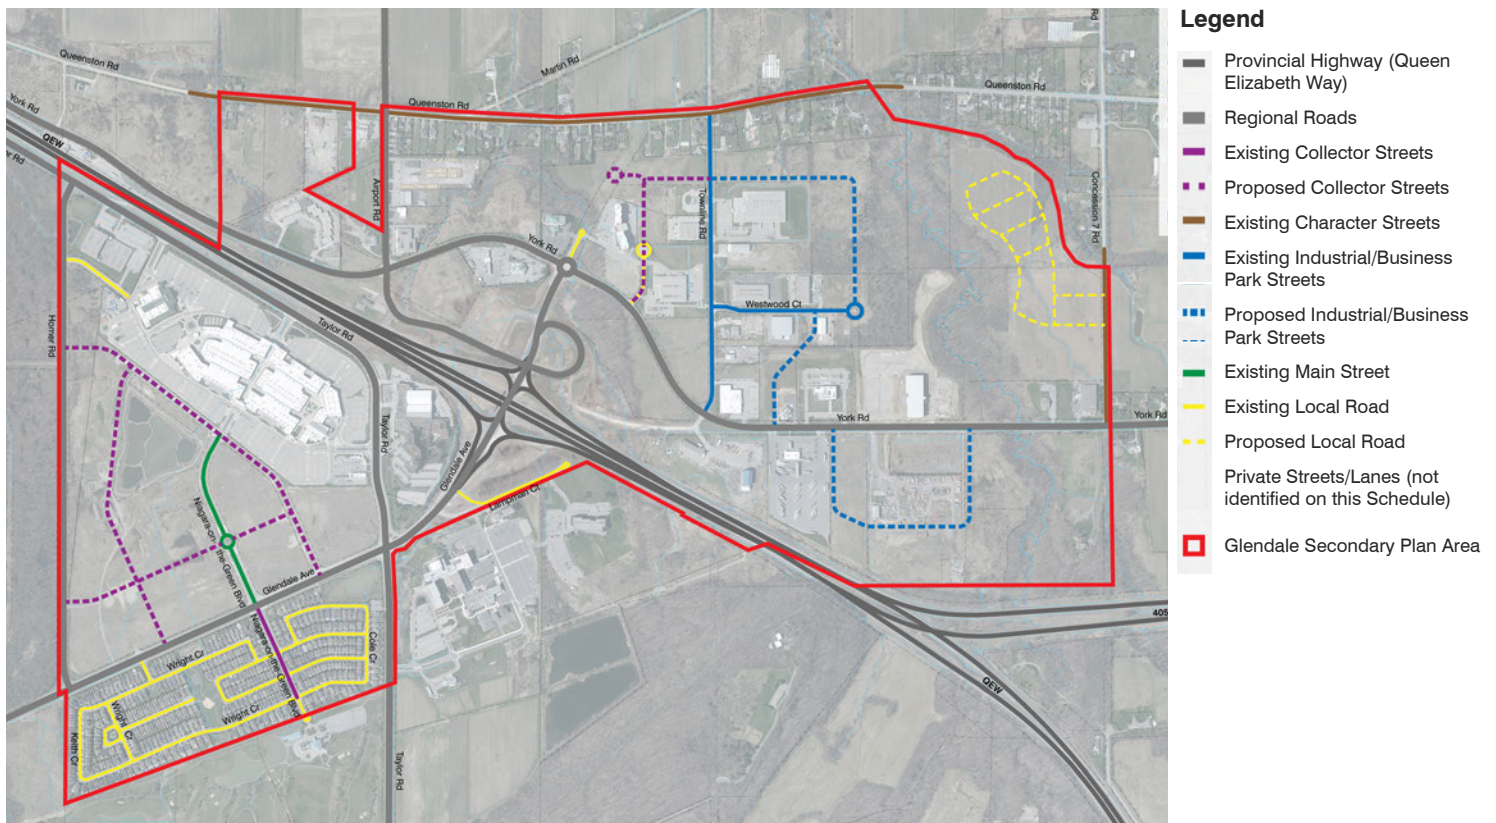 Legend
Provincial Highway (Queen
Elizabeth Way)
Regional Roads
Existing Collector Streets
Proposed Collector Streets
Existing Character Streets
Existing Industrial/Business
Park Streets
Proposed Industrial/Business
Park Streets
Existing Main Street
Existing Local Road
Proposed Local Road
Private Streets/Lanes (not
identified on this Schedule)
Glendale Secondary Plan Area
Queenston Rd
Martin Rd
Rd
York Rd
Queenston Rd
Queenston Rd
QEW
or Rd
Airport Rd
Concession 7 Rd
Townline Rd
York Rd
Westwood Ct
Homer Rd
Taylor Rd
Taylor Rd
York Rd
York Rd
Glendale Ave
Lampman Ct
Niagara-on-the-Green Blvd
Glendale Ave
405
Niagara-on-the-Green Blvd
Cole Cr
Wright Cr
Wright Cr
Wright Cr
Keith Cr
QEW
Taylor Rd